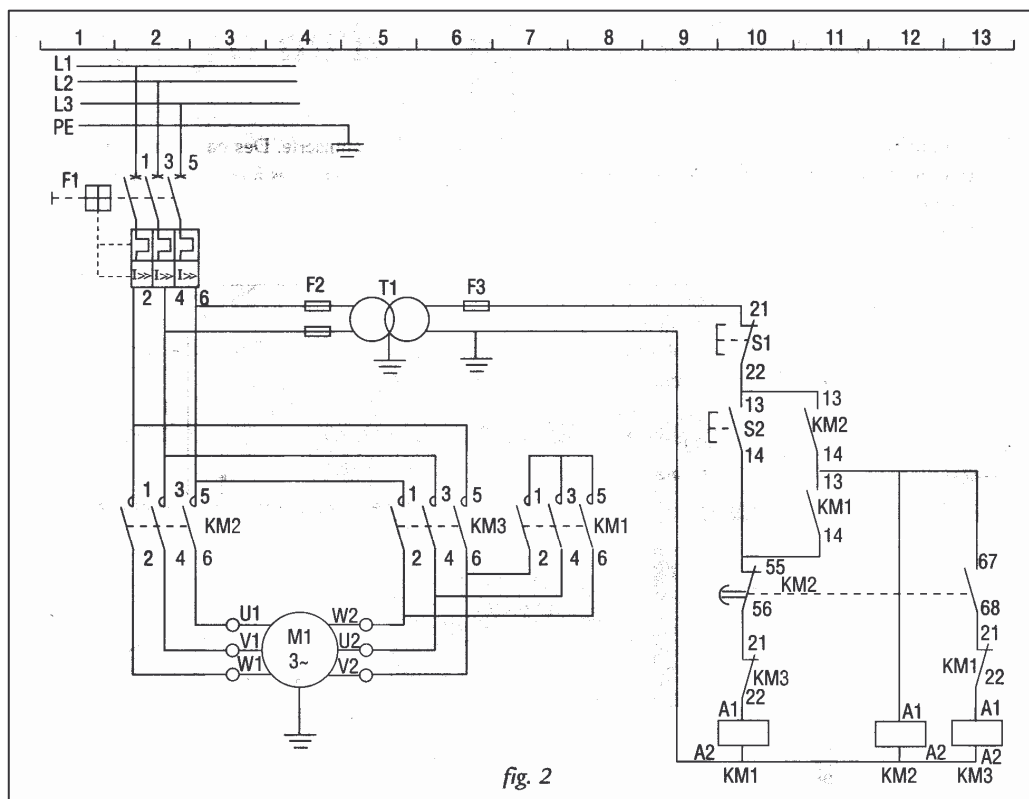 1 2 3 4 5 6 7 8 9 10 11 12 13
L1
L2
L3
PE
Des
1 3 5
F1
I>> I>> I>>
2 4 6
F2 T1 F3
21
S1
22
13 13
S2 KM2
14 14
13
KM1
14
1 3 5 KM2
2 4 6
1 3 5 KM3
2 4 6
1 3 5 KM1
2 4 6
55 67
KM2
56 68
21 21
KM3 KM1
22 22
U1 W2
V1 M1 U2
W1 3~ V2
A1 A1 A1
A2 A2 A2
KM1 KM2 KM3
fig. 2